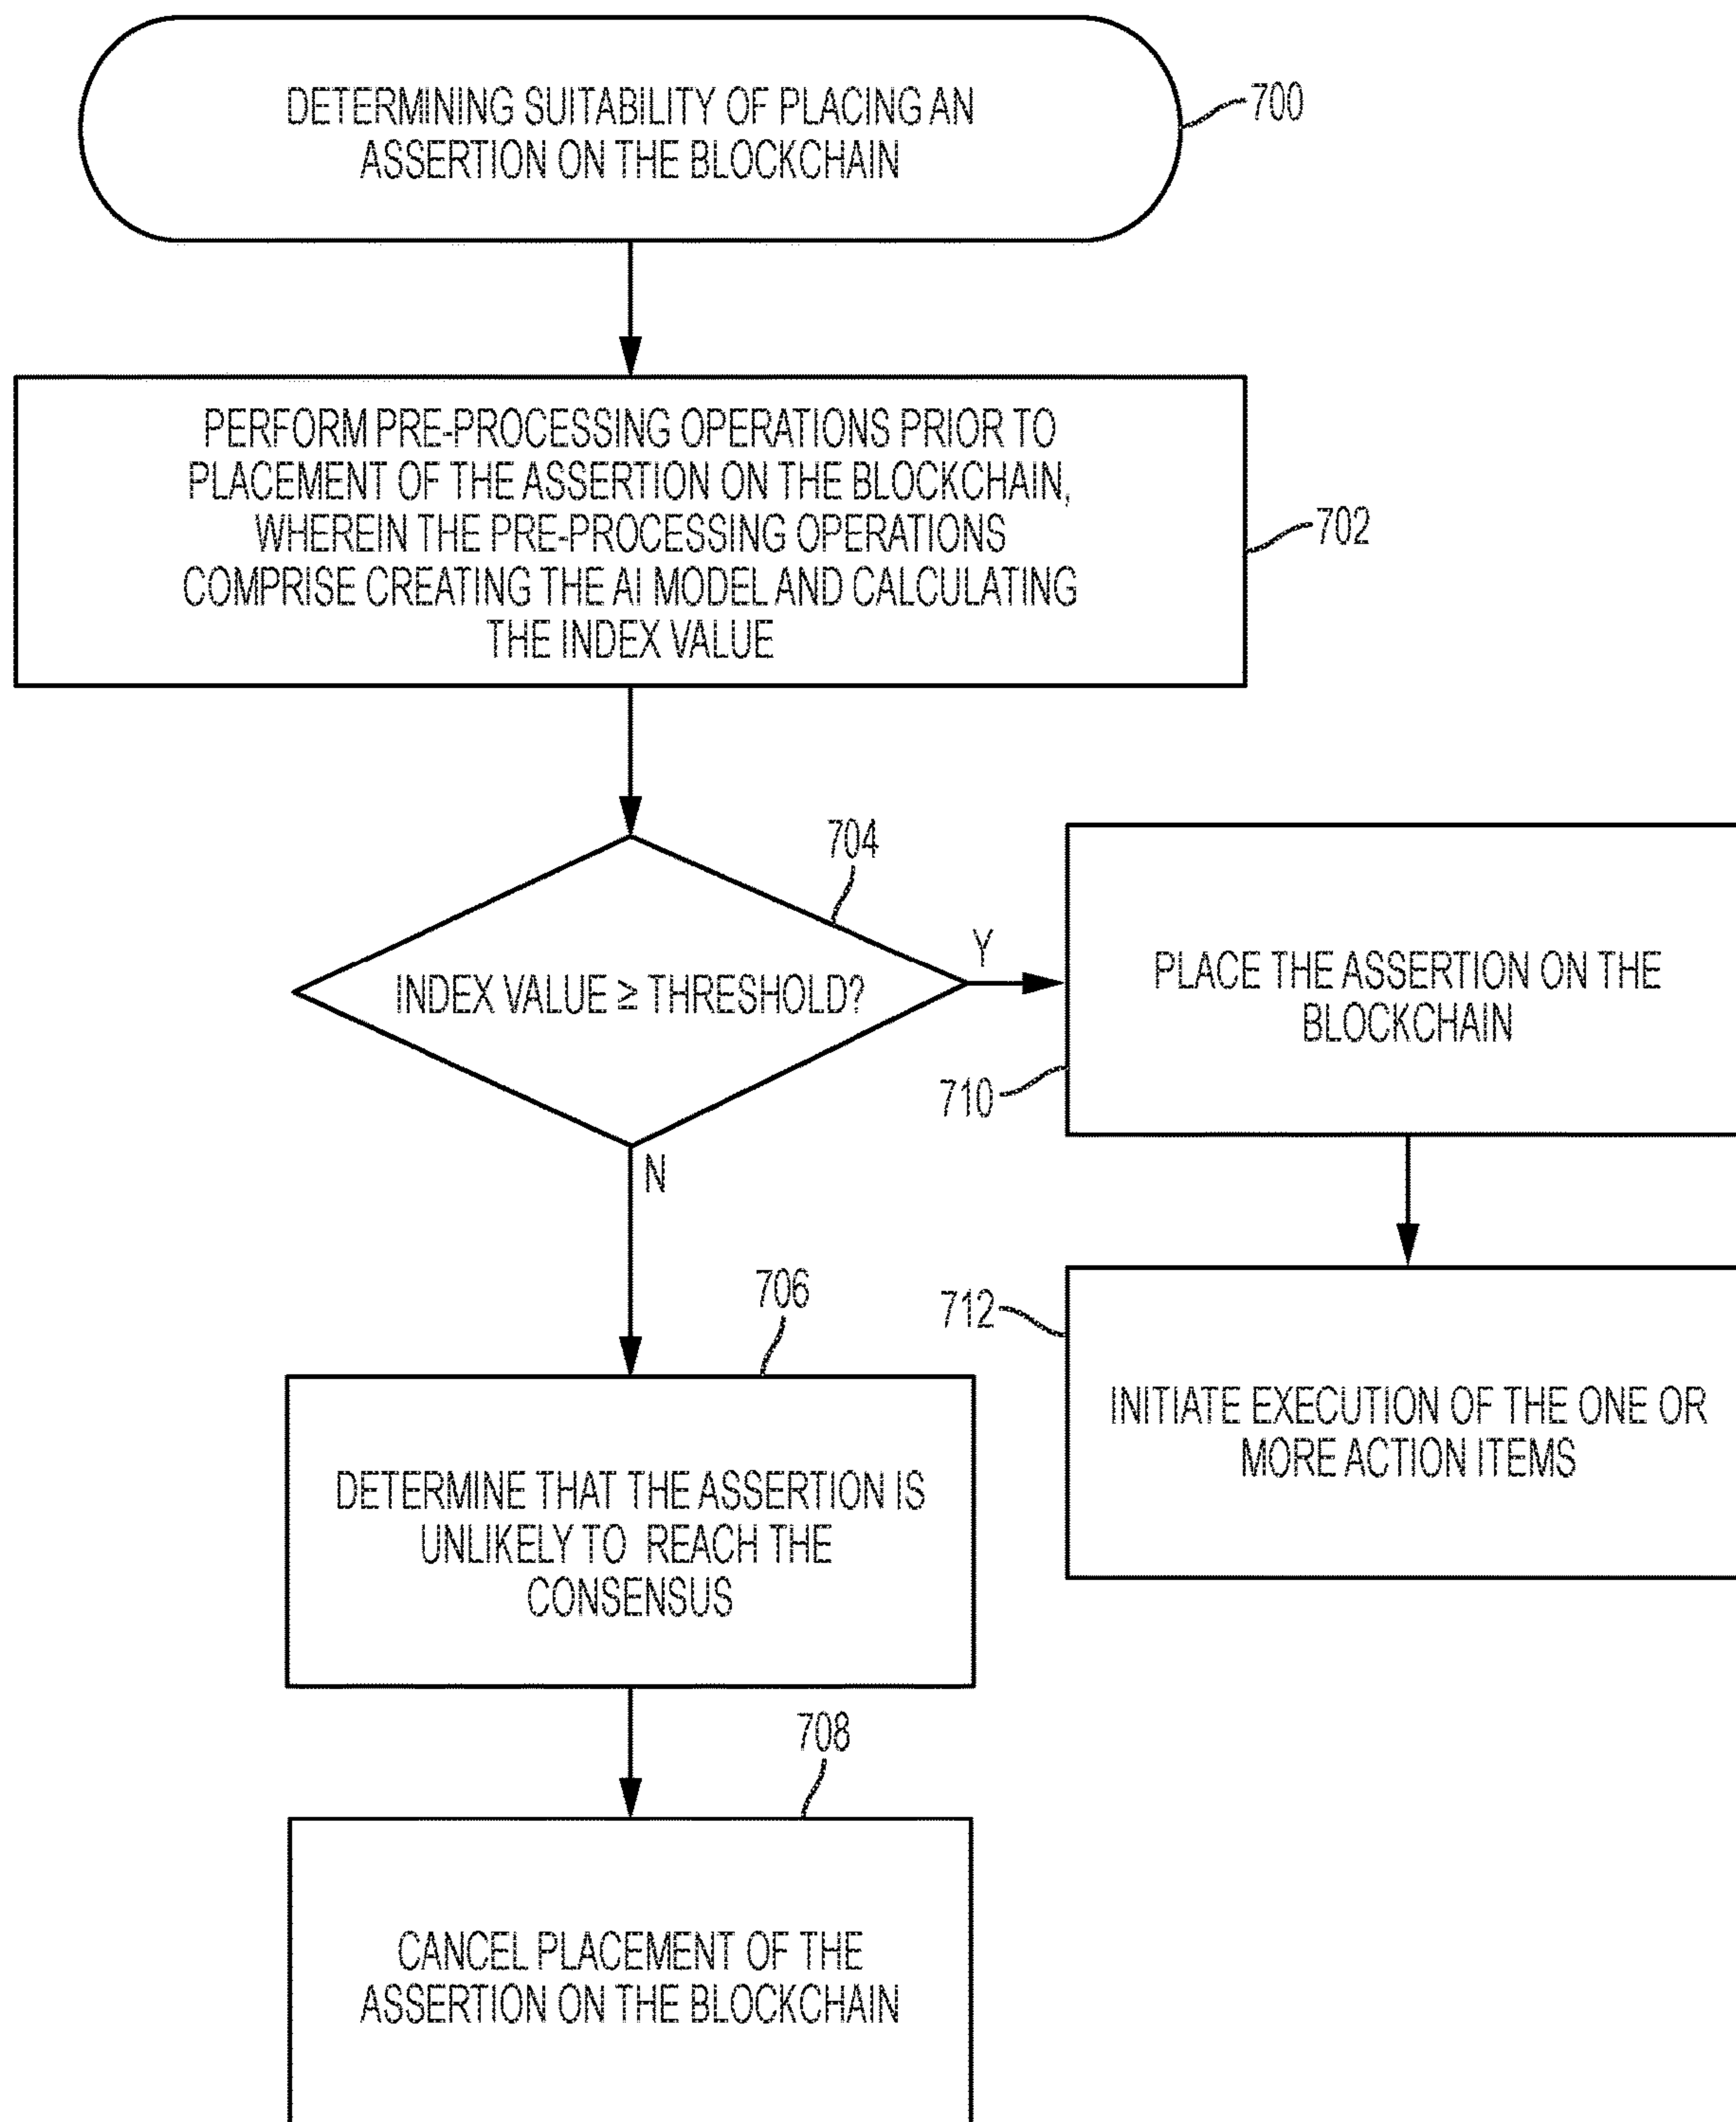 DETERMINING SUITABILITY OF PLACING AN
ASSERTION ON THE BLOCKCHAIN
700
PERFORM PRE-PROCESSING OPERATIONS PRIOR TO
PLACEMENT OF THE ASSERTION ON THE BLOCKCHAIN,
WHEREIN THE PRE-PROCESSING OPERATIONS
COMPRISE CREATING THE AI MODEL AND CALCULATING
THE INDEX VALUE
702
704
INDEX VALUE ≥ THRESHOLD?
Y
N
PLACE THE ASSERTION ON THE
BLOCKCHAIN
710
712
INITIATE EXECUTION OF THE ONE OR
MORE ACTION ITEMS
706
DETERMINE THAT THE ASSERTION IS
UNLIKELY TO REACH THE
CONSENSUS
708
CANCEL PLACEMENT OF THE
ASSERTION ON THE BLOCKCHAIN